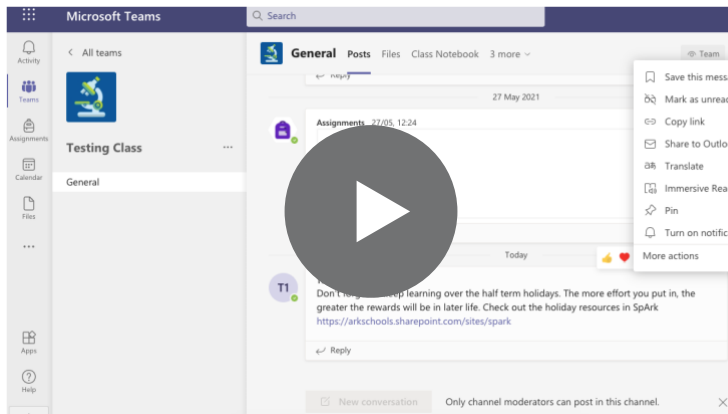 Microsoft Teams
Search
Activity
Teams
Assignments
Calendar
Files
Apps
Help
All teams
Testing Class
General
General Posts Files Class Notebook 3 more
Team
Reply
27 May 2021
Assignments 27/05, 12:24
Save this mess
Mark as unread
Copy link
Share to Outlo
Translate
Immersive Rea
Pin
Turn on notific
More actions
Today
T1
Don't learning over the half term holidays. The more effort you put in, the
greater the rewards will be in later life. Check out the holiday resources in SpArk
https://arkschools.sharepoint.com/sites/spark
Reply
New conversation
Only channel moderators can post in this channel.